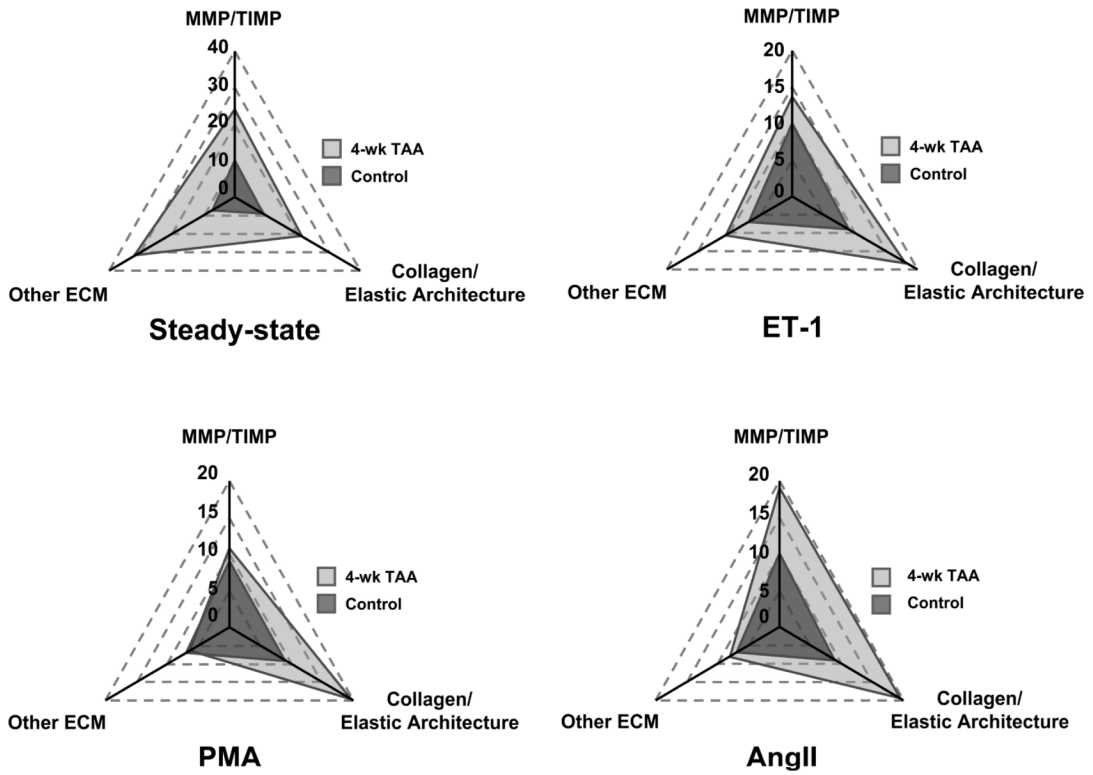 MMP/TIMP
40
30
20
10
0
4-wk TAA
Control
Other ECM
Collagen/
Elastic Architecture
Steady-state
MMP/TIMP
20
15
10
5
0
4-wk TAA
Control
Other ECM
Collagen/
Elastic Architecture
ET-1
MMP/TIMP
20
15
10
5
0
4-wk TAA
Control
Other ECM
Collagen/
Elastic Architecture
PMA
MMP/TIMP
20
15
10
5
0
4-wk TAA
Control
Other ECM
Collagen/
Elastic Architecture
AngII